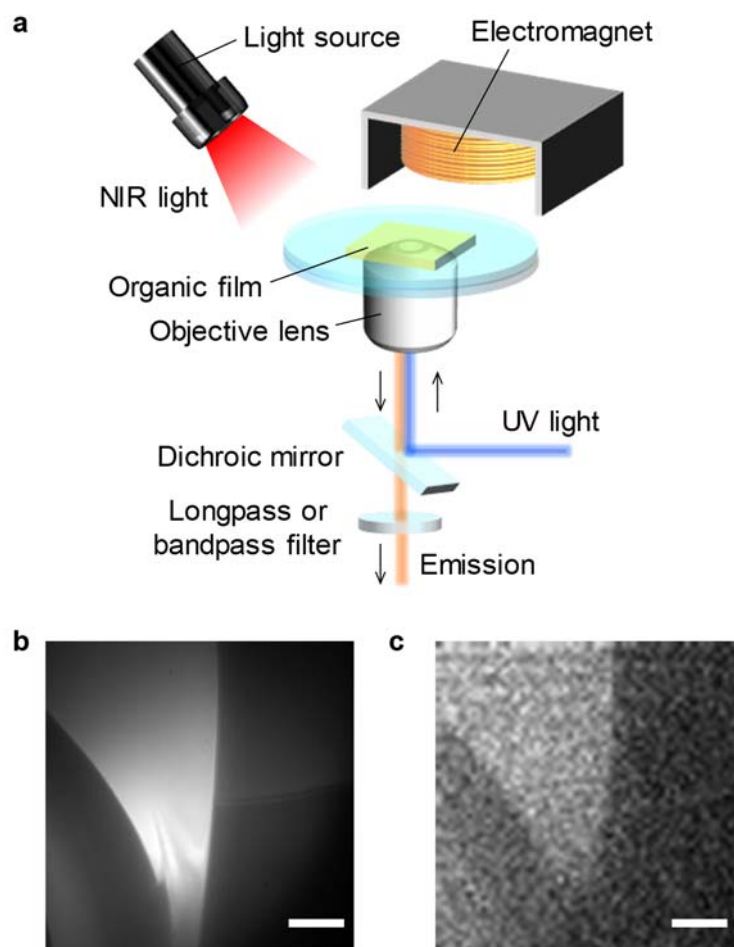 a
Light source
Electromagnet
NIR light
Organic film
Objective lens
UV light
Dichroic mirror
Longpass or
bandpass filter
Emission
b
c